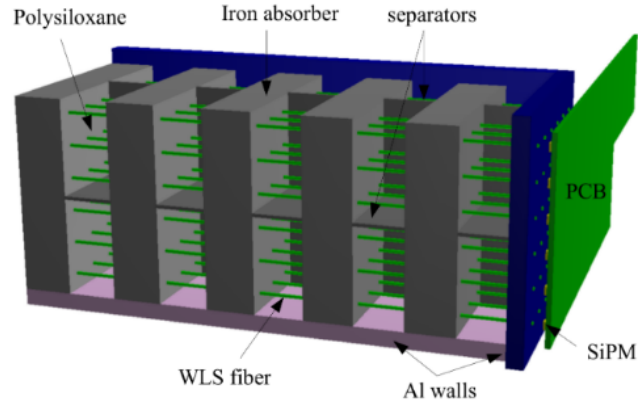 Polysiloxane
Iron absorber
separators
PCB
WLS fiber
Al walls
SiPM